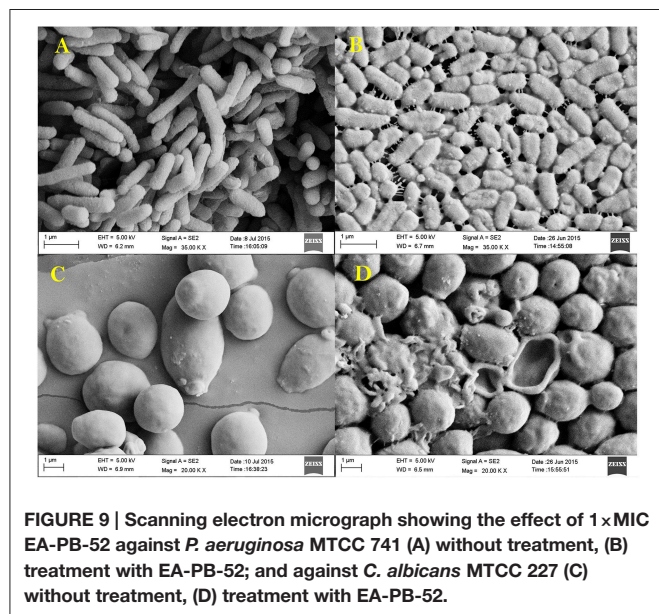 A
B
1 µm
EHT = 5.00 kV
WD = 6.2 mm
Signal A = SE2
Mag = 35.00 K X
Date :8 Jul 2015
Time :16:05:09
ZEISS
1 µm
EHT = 5.00 kV
WD = 6.7 mm
Signal A = SE2
Mag = 35.00 K X
Date :26 Jun 2015
Time :14:55:08
ZEISS
C
D
1 µm
EHT = 5.00 kV
WD = 6.9 mm
Signal A = SE2
Mag = 20.00 K X
Date :10 Jul 2015
Time :16:38:23
ZEISS
1 µm
EHT = 5.00 kV
WD = 6.5 mm
Signal A = SE2
Mag = 20.00 K X
Date :26 Jun 2015
Time :15:55:51
ZEISS
FIGURE 9 | Scanning electron micrograph showing the effect of 1×MIC
EA-PB-52 against P. aeruginosa MTCC 741 (A) without treatment, (B)
treatment with EA-PB-52; and against C. albicans MTCC 227 (C)
without treatment, (D) treatment with EA-PB-52.